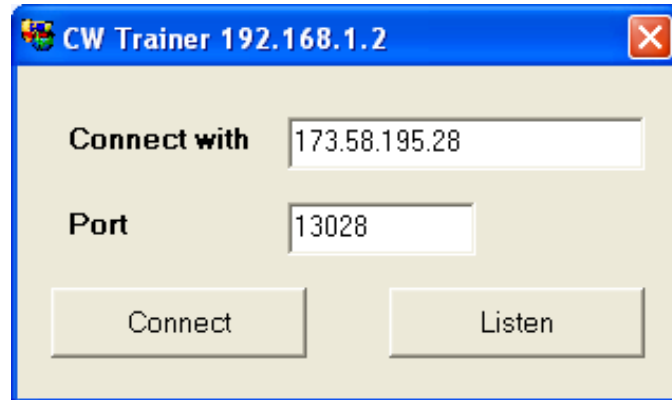 CW Trainer 192.168.1.2
Connect with 173.58.195.28
Port 13028
Connect Listen